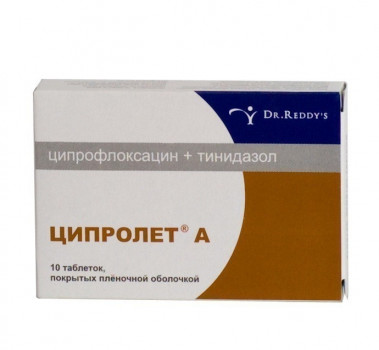 DR.REDDY'S
ципрофлоксацин + тинидазол
ЦИПРОЛЕТ® А
10 таблеток,
покрытых плёночной оболочкой